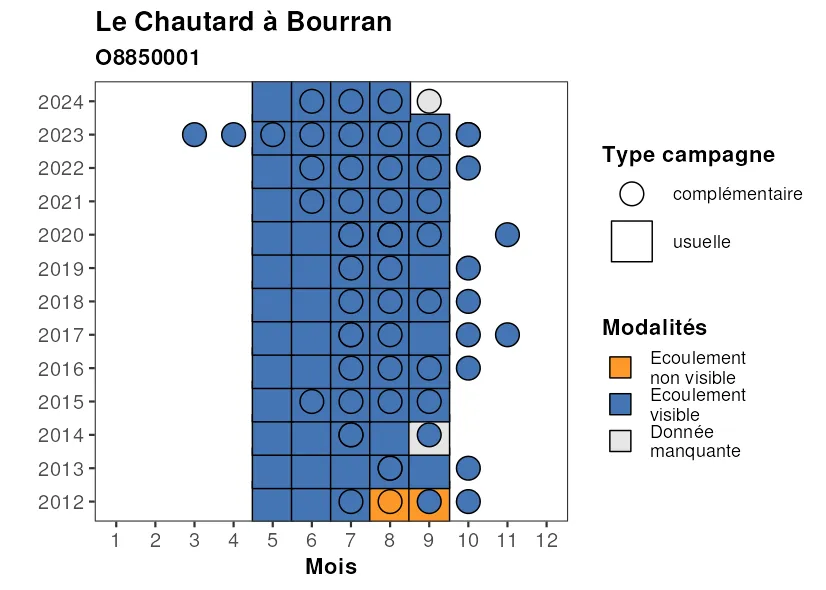 Le Chautard à Bourran
O8850001
2024
2023
2022
2021
2020
2019
2018
2017
2016
2015
2014
2013
2012
1 2 3 4 5 6 7 8 9 10 11 12
Mois
Type campagne
complémentaire
usuelle
Modalités
Ecoulement
non visible
Ecoulement
visible
Donnée
manquante